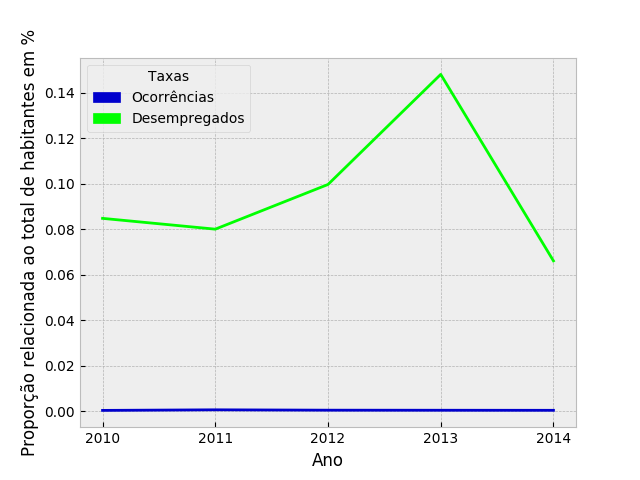 Proporção relacionada ao total de habitantes em %
Taxas
Ocorrências
Desempregados
0.14
0.12
0.10
0.08
0.06
0.04
0.02
0.00
2010 2011 2012 2013 2014
Ano